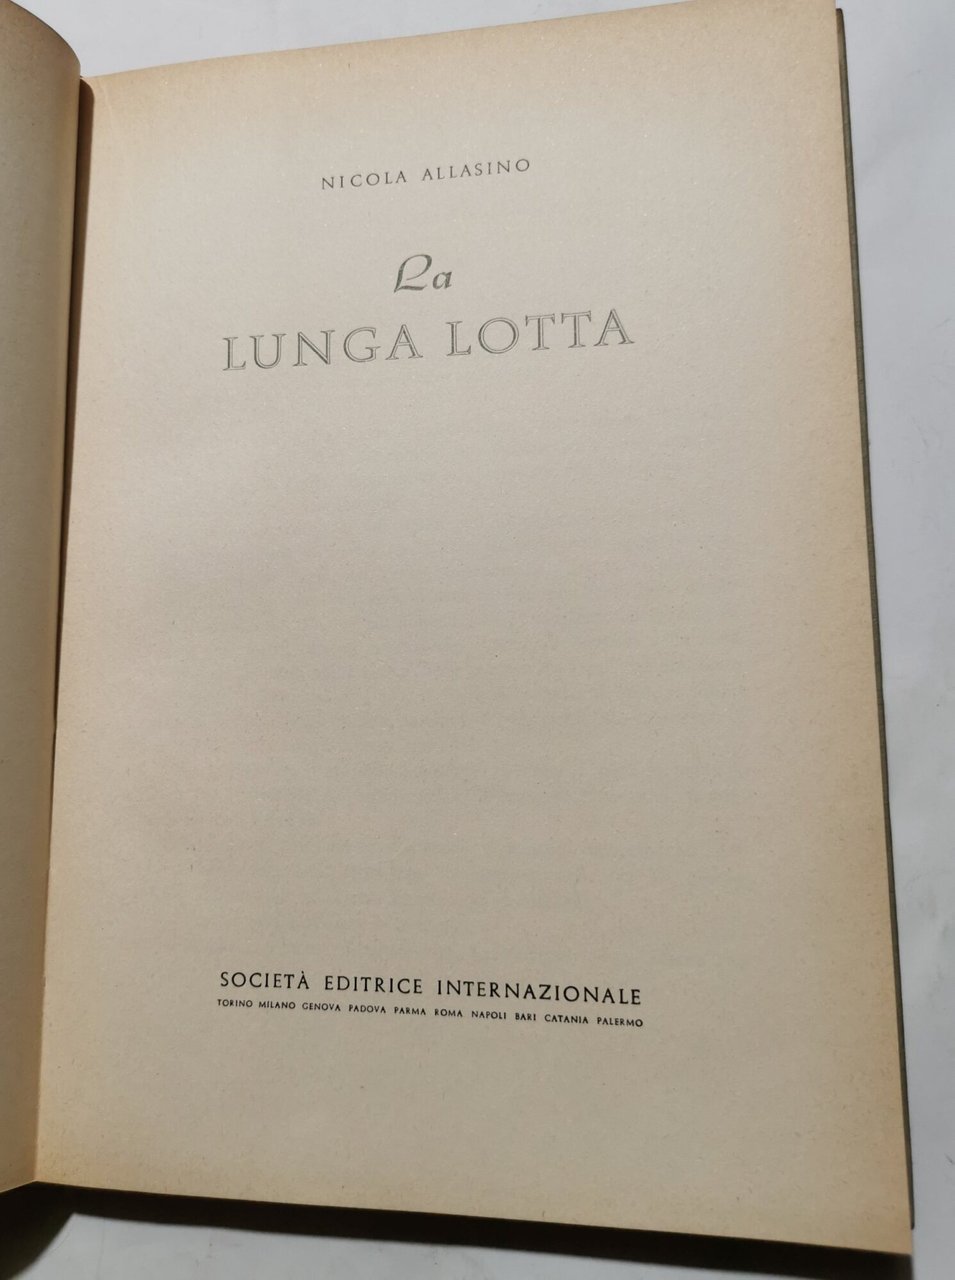 NICOLA ALLASINO
La
LUNGA LOTTA
SOCIETÀ EDITRICE INTERNAZIONALE
TORINO MILANO GENOVA PADOVA PARMA ROMA NAPOLI BARI CATANIA PALERMO